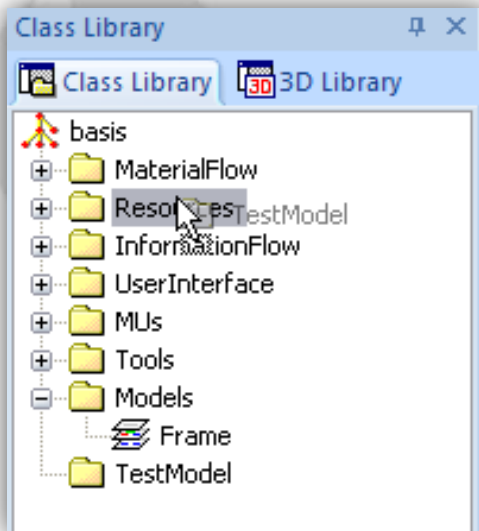 Class Library
Class Library 3D Library
basis
MaterialFlow
Resources TestModel
InformationFlow
UserInterface
MUs
Tools
Models
Frame
TestModel